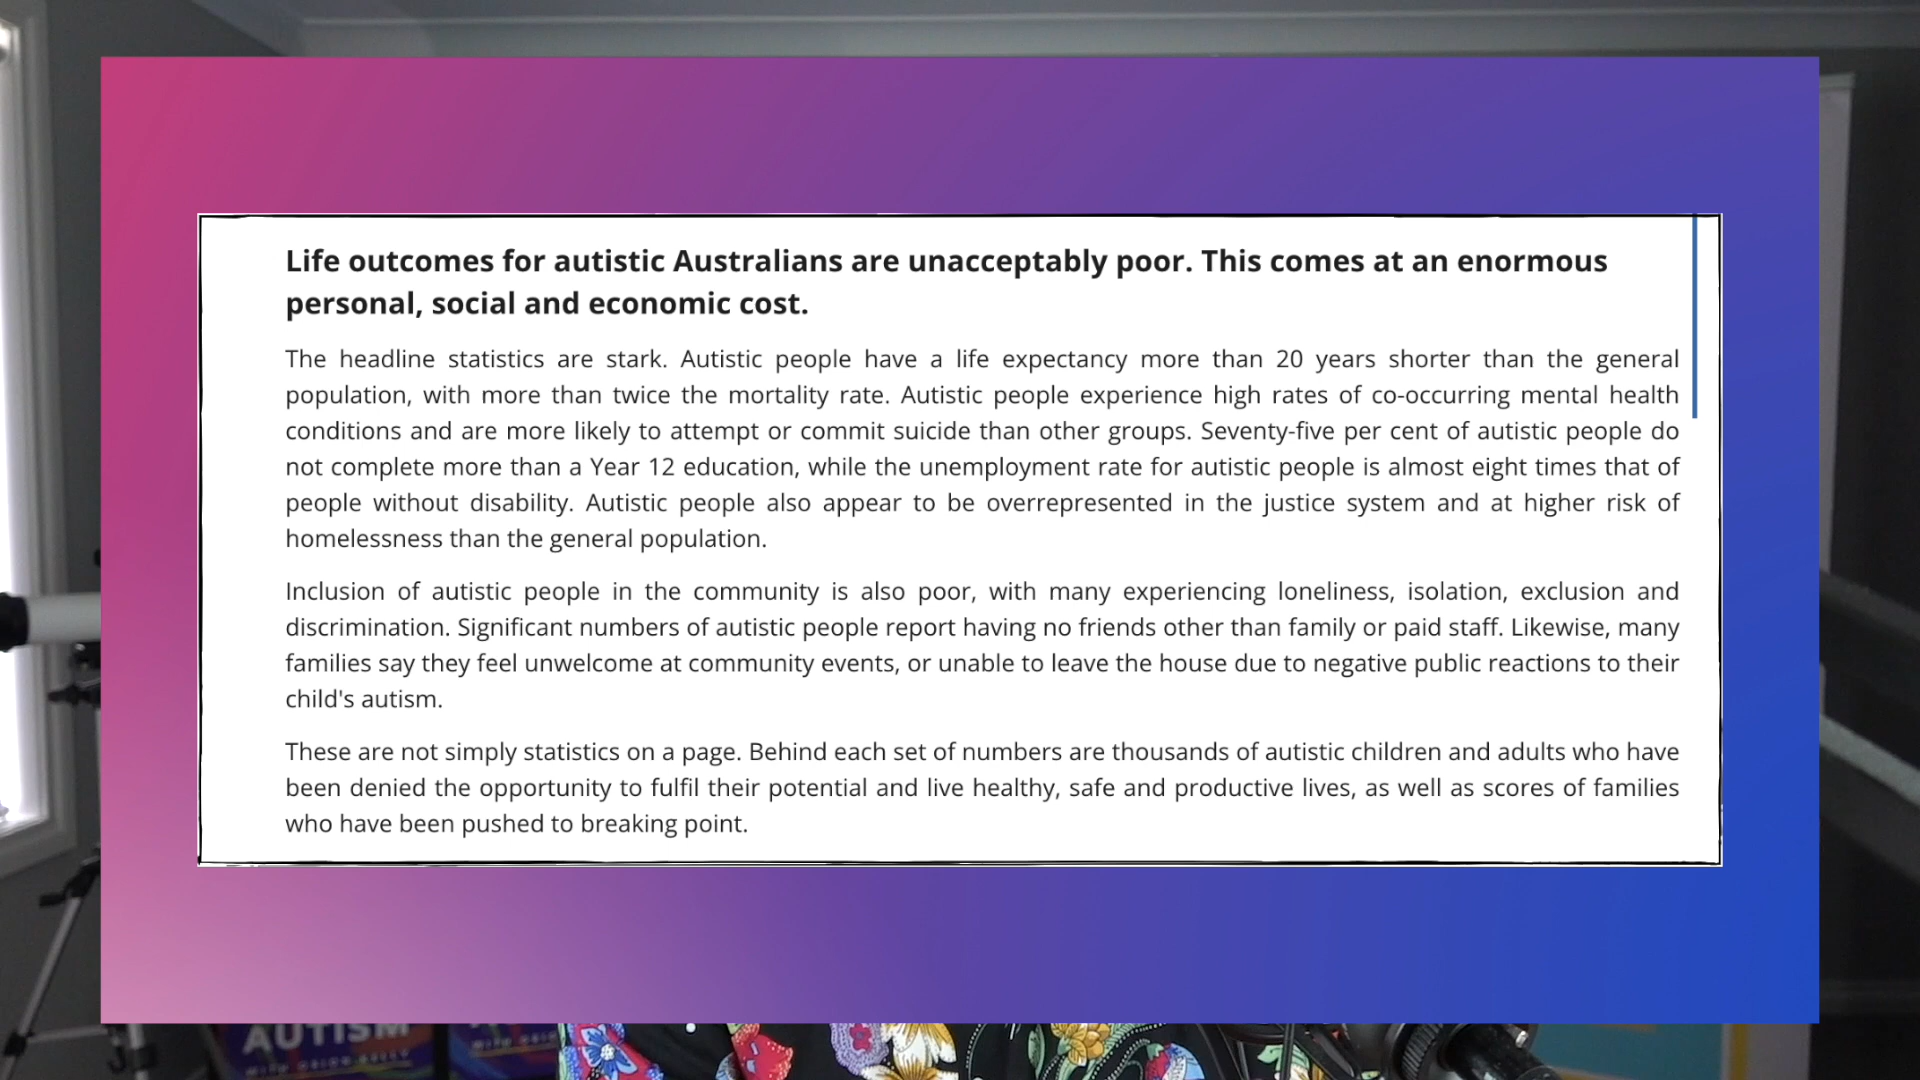 Life outcomes for autistic Australians are unacceptably poor. This comes at an enormous
personal, social and economic cost.
The headline statistics are stark. Autistic people have a life expectancy more than 20 years shorter than the general
population, with more than twice the mortality rate. Autistic people experience high rates of co-occurring mental health
conditions and are more likely to attempt or commit suicide than other groups. Seventy-five per cent of autistic people do
not complete more than a Year 12 education, while the unemployment rate for autistic people is almost eight times that of
people without disability. Autistic people also appear to be overrepresented in the justice system and at higher risk of
homelessness than the general population.
Inclusion of autistic people in the community is also poor, with many experiencing loneliness, isolation, exclusion and
discrimination. Significant numbers of autistic people report having no friends other than family or paid staff. Likewise, many
families say they feel unwelcome at community events, or unable to leave the house due to negative public reactions to their
child's autism.
These are not simply statistics on a page. Behind each set of numbers are thousands of autistic children and adults who have
been denied the opportunity to fulfil their potential and live healthy, safe and productive lives, as well as scores of families
who have been pushed to breaking point.
AUTISM